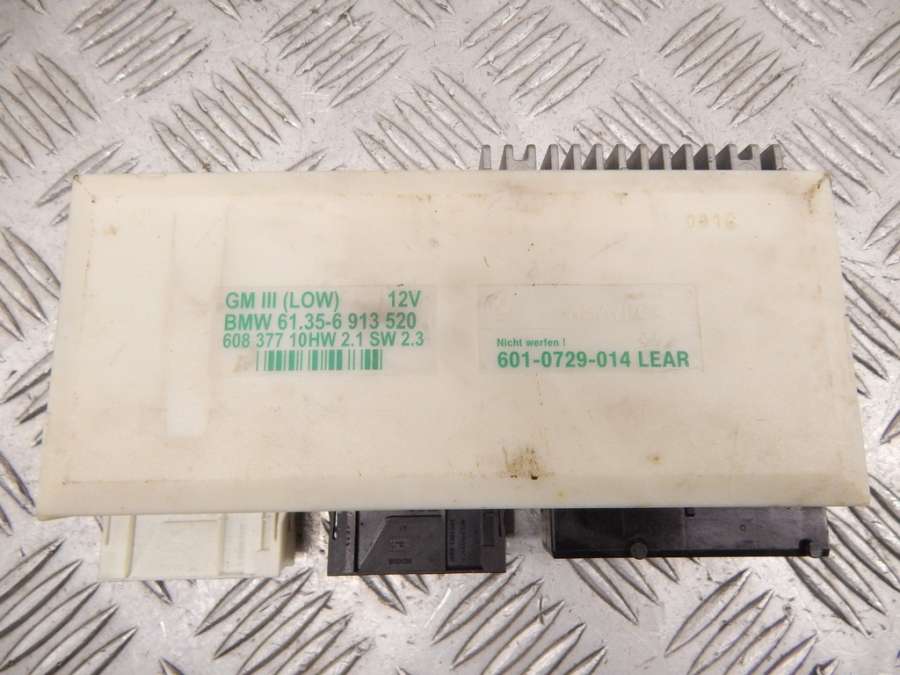 GM III (LOW) 12V
BMW 61.35-6 913 520
608 377 10HW 2.1 SW 2.3
Nicht werfen !
601-0729-014 LEAR